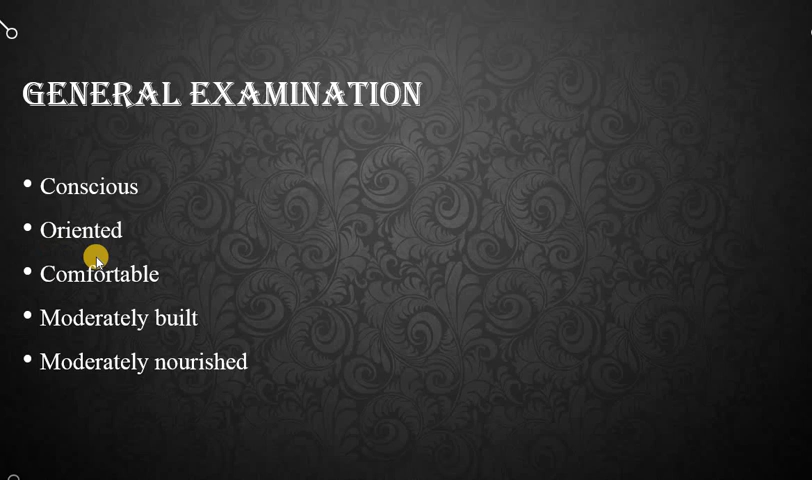 GENERAL EXAMINATION
• Conscious
• Oriented
• Comfortable
• Moderately built
• Moderately nourished